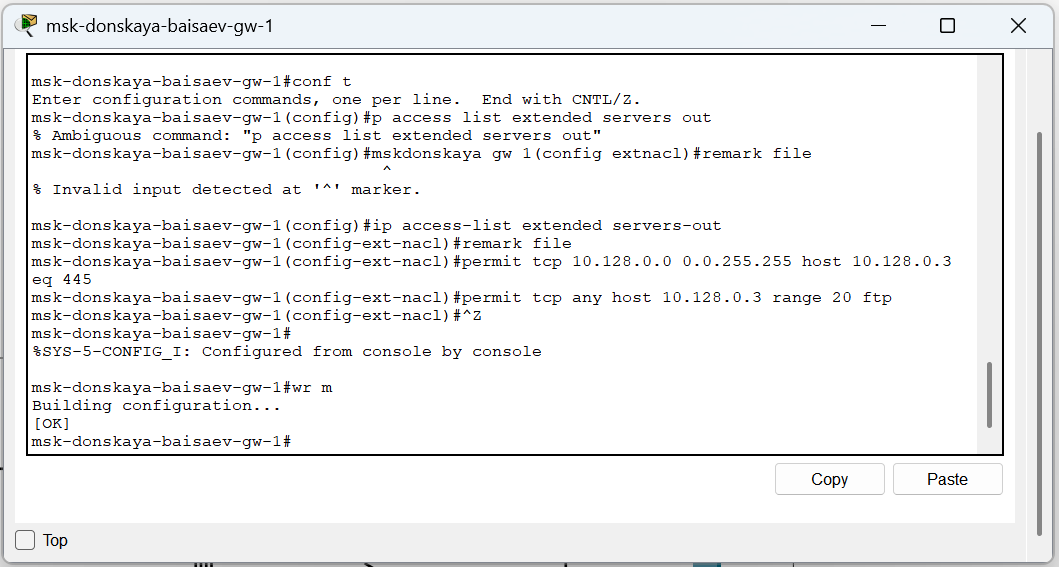 msk-donskaya-baisaev-gw-1
msk-donskaya-baisaev-gw-1#conf t
Enter configuration commands, one per line.  End with CNTL/Z.
msk-donskaya-baisaev-gw-1(config)#p access list extended servers out
% Ambiguous command: "p access list extended servers out"
msk-donskaya-baisaev-gw-1(config)#mskdonskaya gw 1(config extnacl)#remark file
^
% Invalid input detected at '^' marker.
msk-donskaya-baisaev-gw-1(config)#ip access-list extended servers-out
msk-donskaya-baisaev-gw-1(config-ext-nacl)#remark file
msk-donskaya-baisaev-gw-1(config-ext-nacl)#permit tcp 10.128.0.0 0.0.255.255 host 10.128.0.3
eq 445
msk-donskaya-baisaev-gw-1(config-ext-nacl)#permit tcp any host 10.128.0.3 range 20 ftp
msk-donskaya-baisaev-gw-1(config-ext-nacl)#^Z
msk-donskaya-baisaev-gw-1#
%SYS-5-CONFIG_I: Configured from console by console
msk-donskaya-baisaev-gw-1#wr m
Building configuration...
[OK]
msk-donskaya-baisaev-gw-1#
Copy
Paste
Top